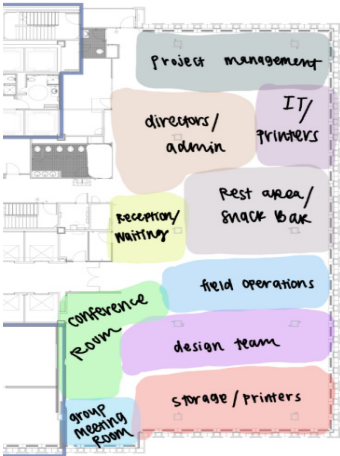 project management
directors/
admin
IT/
printers
Rest area/
Snack Bar
Reception/
Waiting
field operations
conference
Room
design team
Storage/printers
group
Meeting
Room